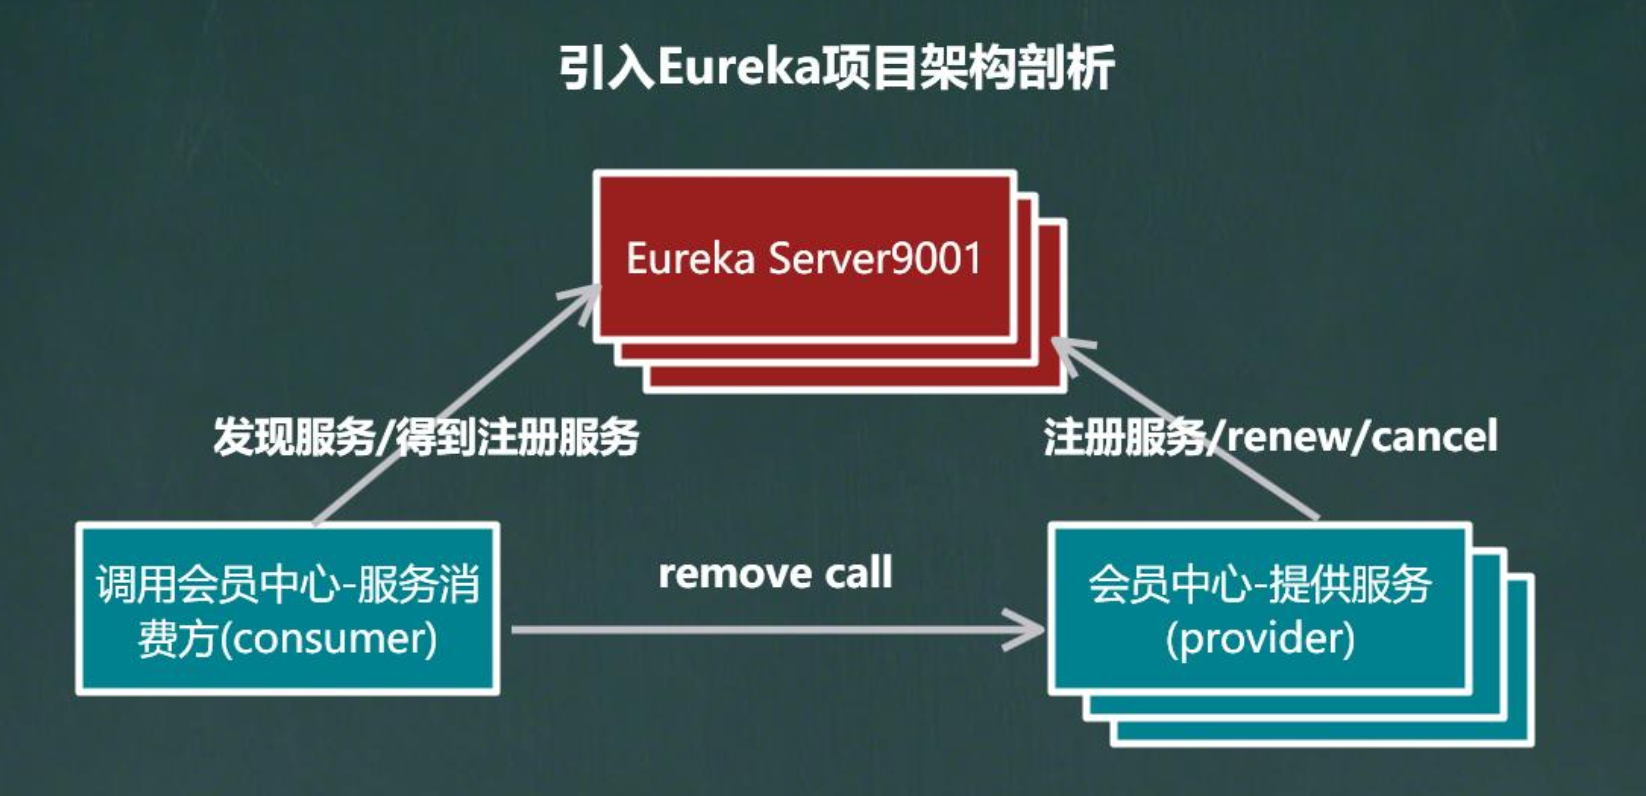 引入Eureka项目架构剖析
Eureka Server9001
发现服务/得到注册服务
注册服务/renew/cancel
调用会员中心-服务消
费方(consumer)
remove call
会员中心-提供服务
(provider)